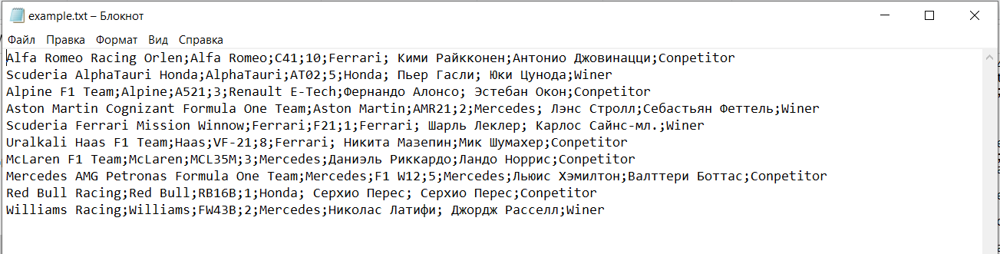 example.txt – Блокнот
Файл Правка Формат Вид Справка
Alfa Romeo Racing Orlen;Alfa Romeo;C41;10;Ferrari; Кими Райкконен;Антонио Джовинацци;Conpetitor
Scuderia AlphaTauri Honda;AlphaTauri;AT02;5;Honda; Пьер Гасли; Юки Цунода;Winer
Alpine F1 Team;Alpine;A521;3;Renault E-Tech;Фернандо Алонсо; Эстебан Окон;Conpetitor
Aston Martin Cognizant Formula One Team;Aston Martin;AMR21;2;Mercedes; Лэнс Стролл;Себастьян Феттель;Winer
Scuderia Ferrari Mission Winnow;Ferrari;F21;1;Ferrari; Шарль Леклер; Карлос Сайнс-мл.;Winer
Uralkali Haas F1 Team;Haas;VF-21;8;Ferrari; Никита Мазепин;Мик Шумахер;Conpetitor
McLaren F1 Team;McLaren;MCL35M;3;Mercedes;Даниэль Риккардо;Ландо Норрис;Conpetitor
Mercedes AMG Petronas Formula One Team;Mercedes;F1 W12;5;Mercedes;Льюис Хэмилтон;Валттери Боттас;Conpetitor
Red Bull Racing;Red Bull;RB16B;1;Honda; Серхио Перес; Серхио Перес;Conpetitor
Williams Racing;Williams;FW43B;2;Mercedes;Николас Латифи; Джордж Расселл;Winer